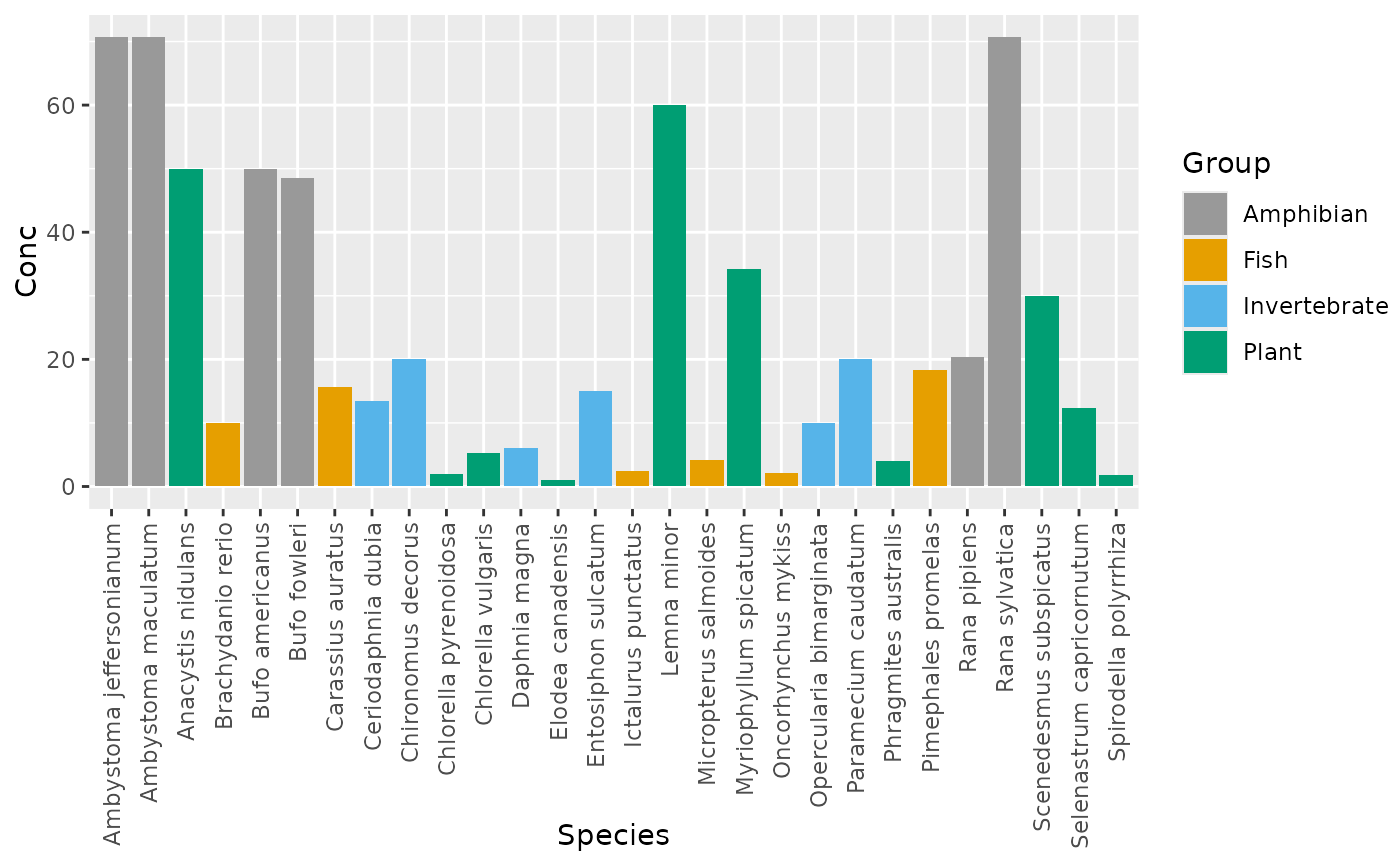 60
40
20
0
Conc
Ambystoma jeffersonianum
Ambystoma maculatum
Anacystis nidulans
Brachydanio rerio
Bufo americanus
Bufo fowleri
Carassius auratus
Ceriodaphnia dubia
Chironomus decorus
Chlorella pyrenoidosa
Chlorella vulgaris
Daphnia magna
Elodea canadensis
Entosiphon sulcatum
Ictalurus punctatus
Lemna minor
Micropterus salmoides
Myriophyllum spicatum
Oncorhynchus mykiss
Opercularia bimarginata
Paramecium caudatum
Phragmites australis
Pimephales promelas
Rana pipiens
Rana sylvatica
Scenedesmus subspicatus
Selenastrum capricornutum
Spirodella polyrrhiza
Species
Group
Amphibian
Fish
Invertebrate
Plant